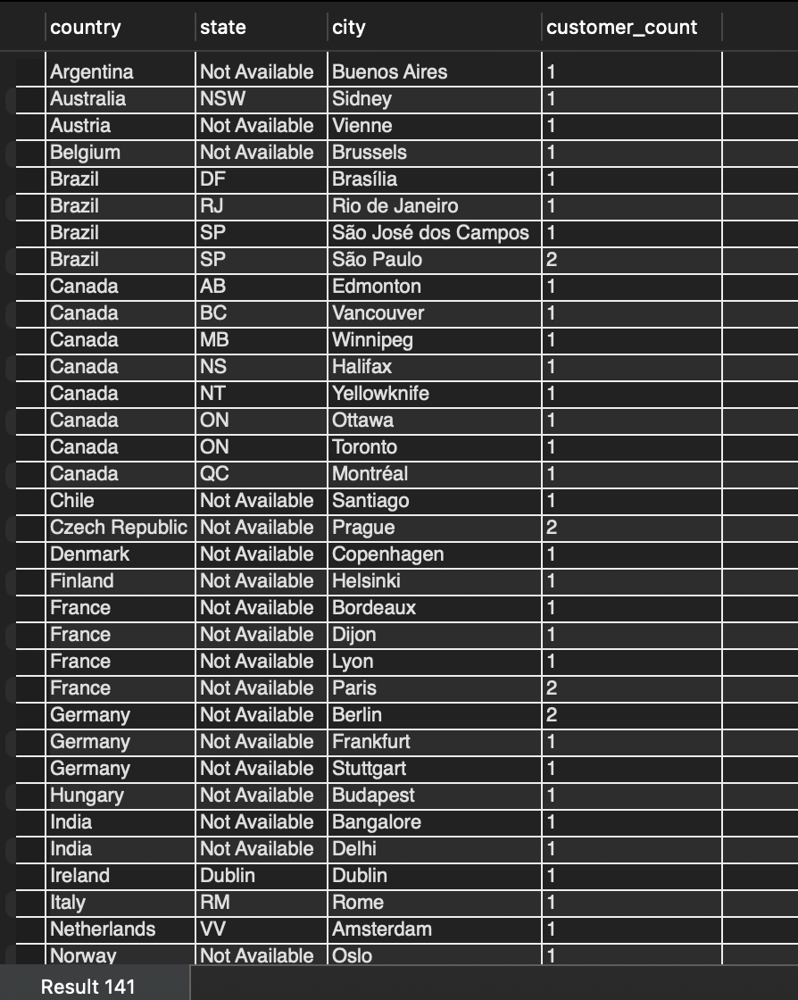 country state city customer_count
Argentina Not Available Buenos Aires 1
Australia NSW Sidney 1
Austria Not Available Vienne 1
Belgium Not Available Brussels 1
Brazil DF Brasília 1
Brazil RJ Rio de Janeiro 1
Brazil SP São José dos Campos 1
Brazil SP São Paulo 2
Canada AB Edmonton 1
Canada BC Vancouver 1
Canada MB Winnipeg 1
Canada NS Halifax 1
Canada NT Yellowknife 1
Canada ON Ottawa 1
Canada ON Toronto 1
Canada QC Montréal 1
Chile Not Available Santiago 1
Czech Republic Not Available Prague 2
Denmark Not Available Copenhagen 1
Finland Not Available Helsinki 1
France Not Available Bordeaux 1
France Not Available Dijon 1
France Not Available Lyon 1
France Not Available Paris 2
Germany Not Available Berlin 2
Germany Not Available Frankfurt 1
Germany Not Available Stuttgart 1
Hungary Not Available Budapest 1
India Not Available Bangalore 1
India Not Available Delhi 1
Ireland Dublin Dublin 1
Italy RM Rome 1
Netherlands VV Amsterdam 1
Norway Not Available Oslo 1
Result 141